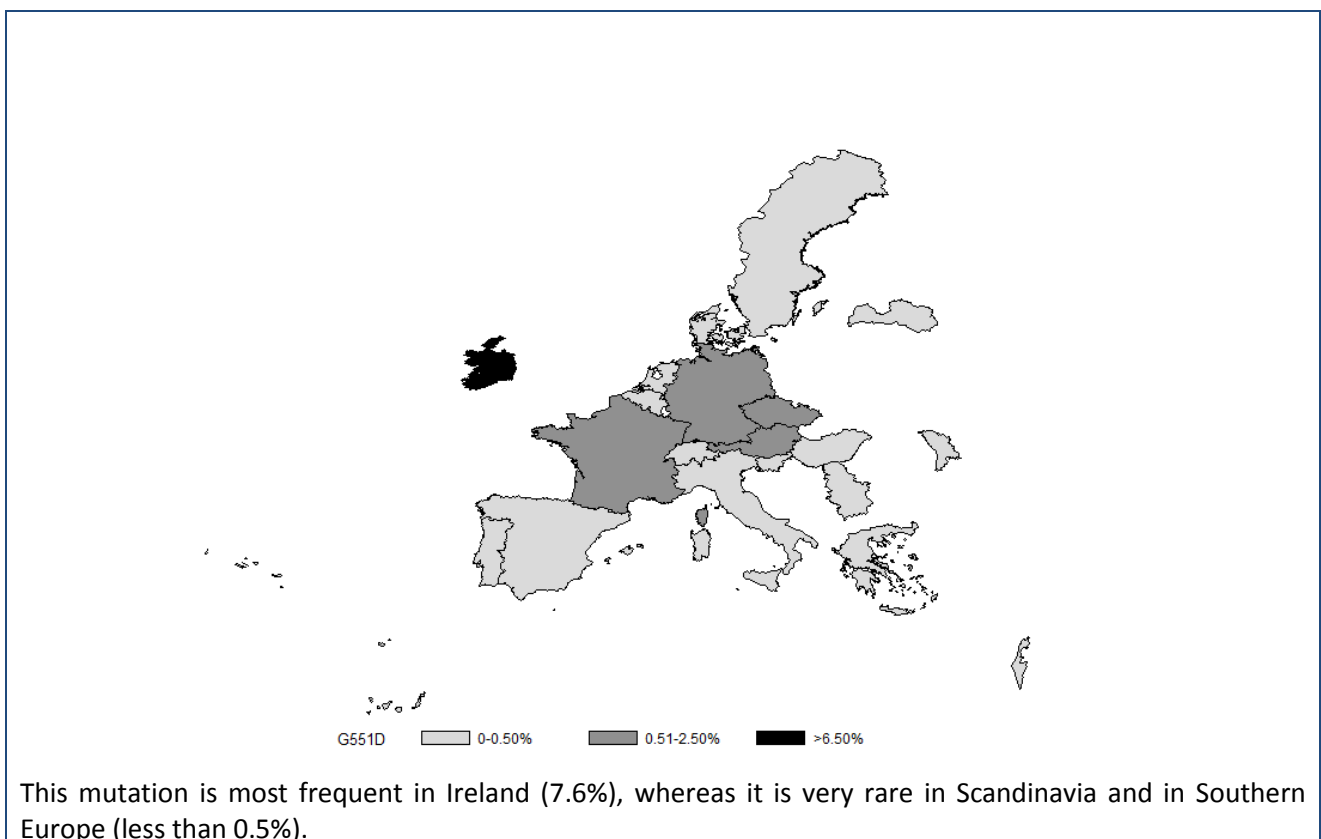 G551D 0-0.50% 0.51-2.50% >6.50%
This mutation is most frequent in Ireland (7.6%), whereas it is very rare in Scandinavia and in Southern
Europe (less than 0.5%).